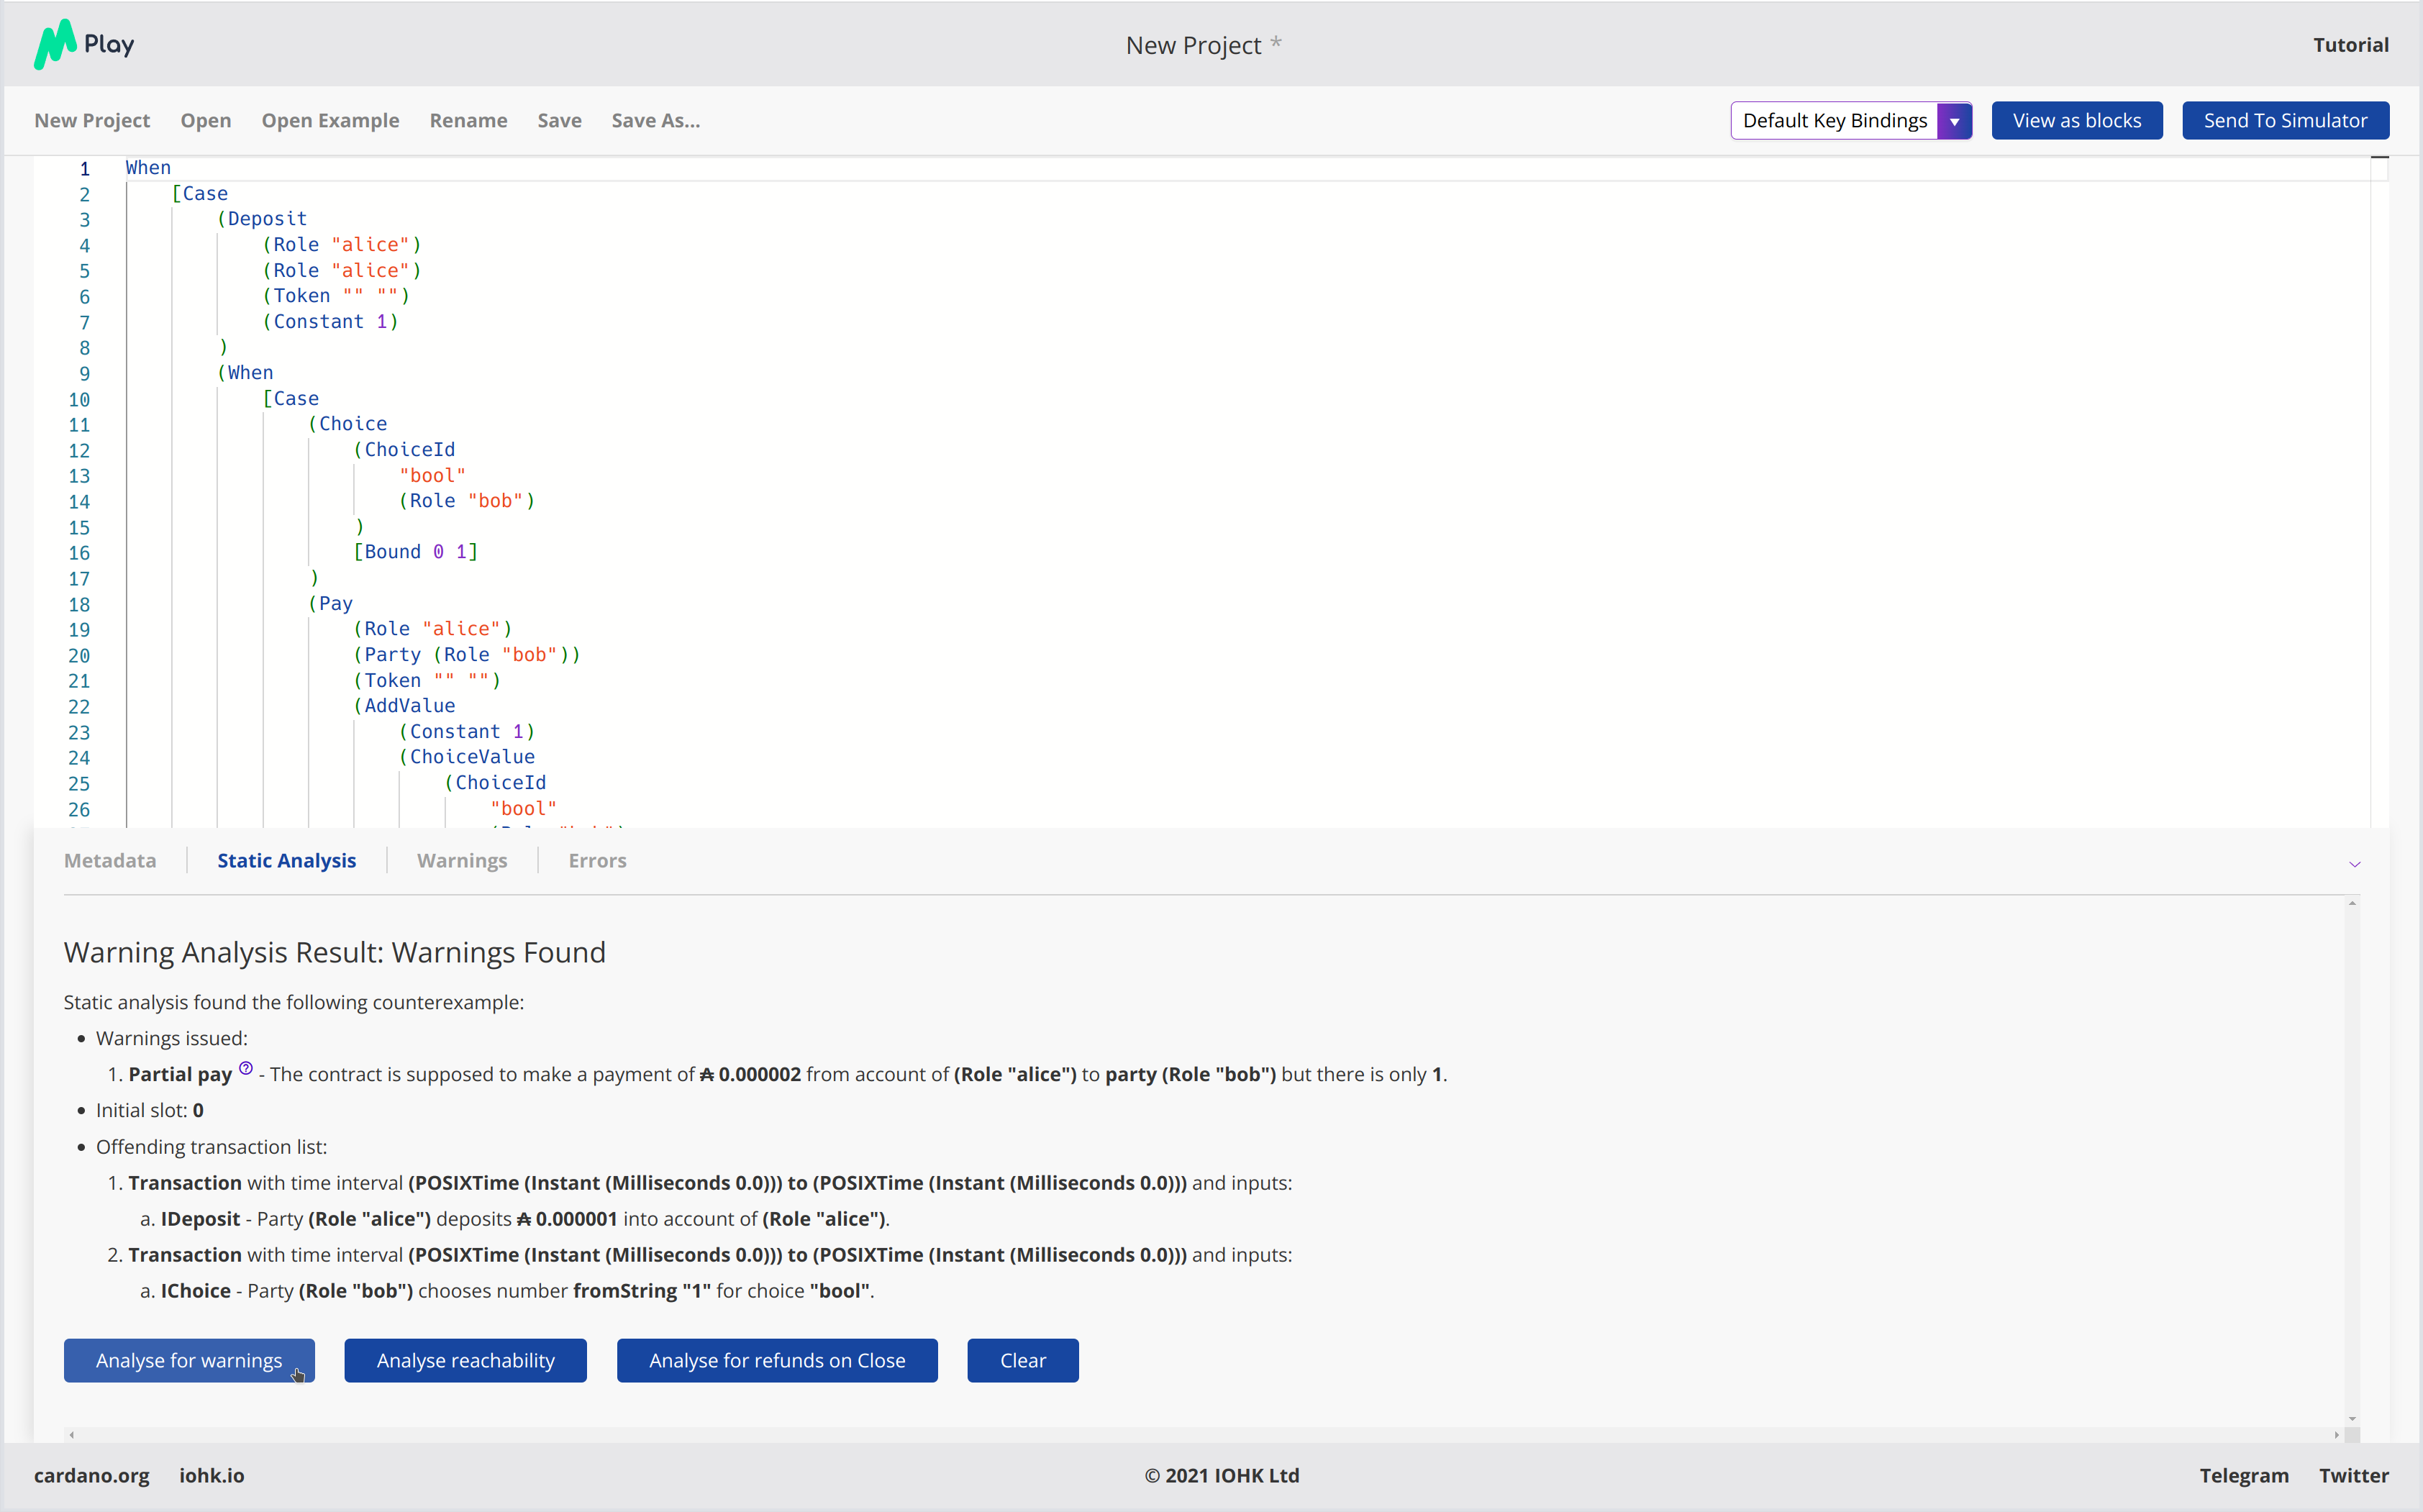 Play
New Project *
Tutorial
New Project Open Open Example Rename Save Save As...
Default Key Bindings View as blocks Send To Simulator
1 When
2 [Case
3 (Deposit
4 (Role "alice")
5 (Role "alice")
6 (Token "" "")
7 (Constant 1)
8 )
9 (When
10 [Case
11 (Choice
12 (ChoiceId
13 "bool"
14 (Role "bob")
15 )
16 [Bound 0 1]
17 )
18 (Pay
19 (Role "alice")
20 (Party (Role "bob"))
21 (Token "" "")
22 (AddValue
23 (Constant 1)
24 (ChoiceValue
25 (ChoiceId
26 "bool"
Metadata Static Analysis Warnings Errors
Warning Analysis Result: Warnings Found
Static analysis found the following counterexample:
• Warnings issued:
1. Partial pay ? - The contract is supposed to make a payment of ₳ 0.000002 from account of (Role "alice") to party (Role "bob") but there is only 1.
• Initial slot: 0
• Offending transaction list:
1. Transaction with time interval (POSIXTime (Instant (Milliseconds 0.0))) to (POSIXTime (Instant (Milliseconds 0.0))) and inputs:
a. IDeposit - Party (Role "alice") deposits ₳ 0.000001 into account of (Role "alice").
2. Transaction with time interval (POSIXTime (Instant (Milliseconds 0.0))) to (POSIXTime (Instant (Milliseconds 0.0))) and inputs:
a. IChoice - Party (Role "bob") chooses number fromString "1" for choice "bool".
Analyse for warnings Analyse reachability Analyse for refunds on Close Clear
cardano.org iohk.io © 2021 IOHK Ltd Telegram Twitter